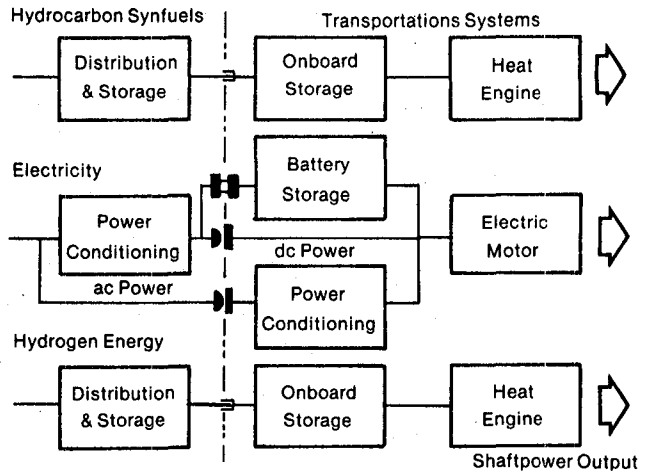 Hydrocarbon Synfuels
Transportations Systems
Distribution
& Storage
Onboard
Storage
Heat
Engine
Electricity
Battery
Storage
Power
Conditioning
Electric
Motor
dc Power
ac Power
Power
Conditioning
Hydrogen Energy
Distribution
& Storage
Onboard
Storage
Heat
Engine
Shaftpower Output